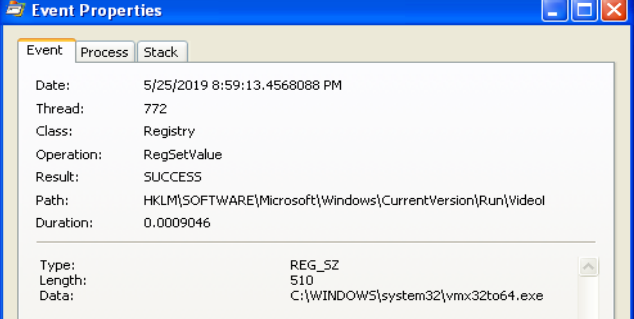 Event Properties
Event Process Stack
Date: 5/25/2019 8:59:13.4568088 PM
Thread: 772
Class: Registry
Operation: RegSetValue
Result: SUCCESS
Path: HKLM\SOFTWARE\Microsoft\Windows\CurrentVersion\Run\VideoI
Duration: 0.0009046
Type: REG_SZ
Length: 510
Data: C:\WINDOWS\system32\vmx32to64.exe